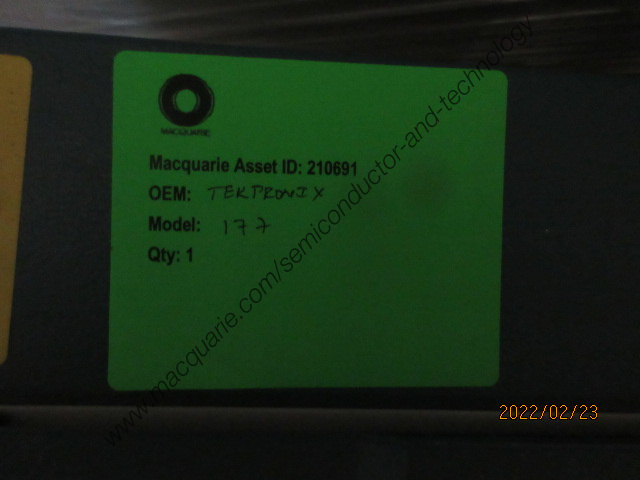 MACQUARIE
Macquarie Asset ID: 210691
OEM: TEKTRONIX
Model: 177
Qty: 1
www.macquarie.com/semiconductor-and-technology
2022/02/23